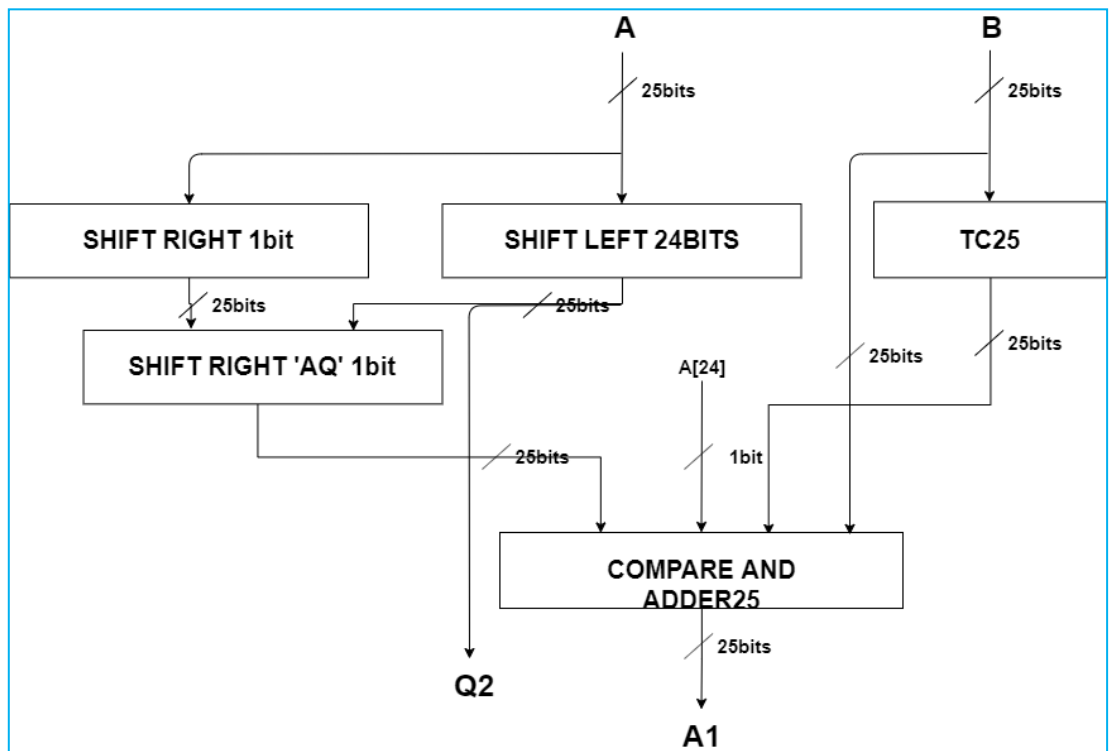 A
B
25bits
25bits
SHIFT RIGHT 1bit
SHIFT LEFT 24BITS
TC25
25bits
25bits
25bits
25bits
SHIFT RIGHT 'AQ' 1bit
A[24]
25bits
1bit
COMPARE AND
ADDER25
25bits
Q2
A1